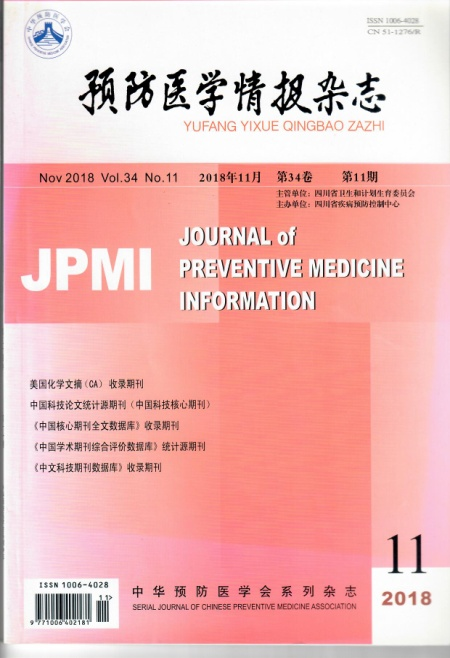 中华预防医学会
ISSN 1006-4028
CN 51-1276/R
预防医学情报杂志
YUFANG YIXUE QINGBAO ZAZHI
Nov 2018 Vol.34 No.11 2018年11月 第34卷 第11期
主管单位：四川省卫生和计划生育委员会
主办单位：四川省疾病预防控制中心
JPMI
JOURNAL of
PREVENTIVE MEDICINE
INFORMATION
美国化学文摘（CA）收录期刊
中国科技论文统计源期刊（中国科技核心期刊）
《中国核心期刊全文数据库》收录期刊
《中国学术期刊综合评价数据库》统计源期刊
《中文科技期刊数据库》收录期刊
ISSN 1006-4028
11>
9 771006 402181
中华预防医学会系列杂志
SERIAL JOURNAL OF CHINESE PREVENTIVE MEDICINE ASSOCIATION
11
2018